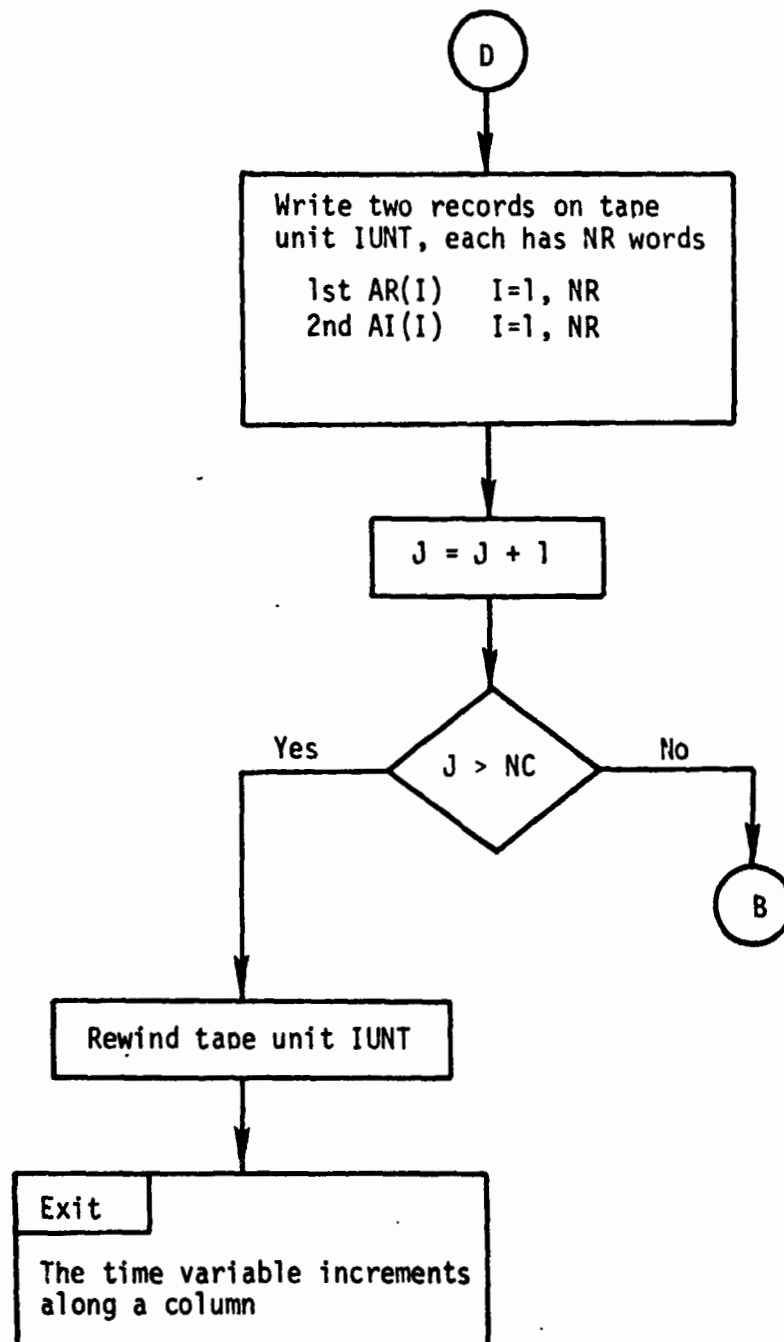 D
Write two records on tape
unit IUNT, each has NR words
1st AR(I) I=1, NR
2nd AI(I) I=1, NR
J = J + 1
J > NC
Yes
No
B
Rewind tape unit IUNT
Exit
The time variable increments
along a column